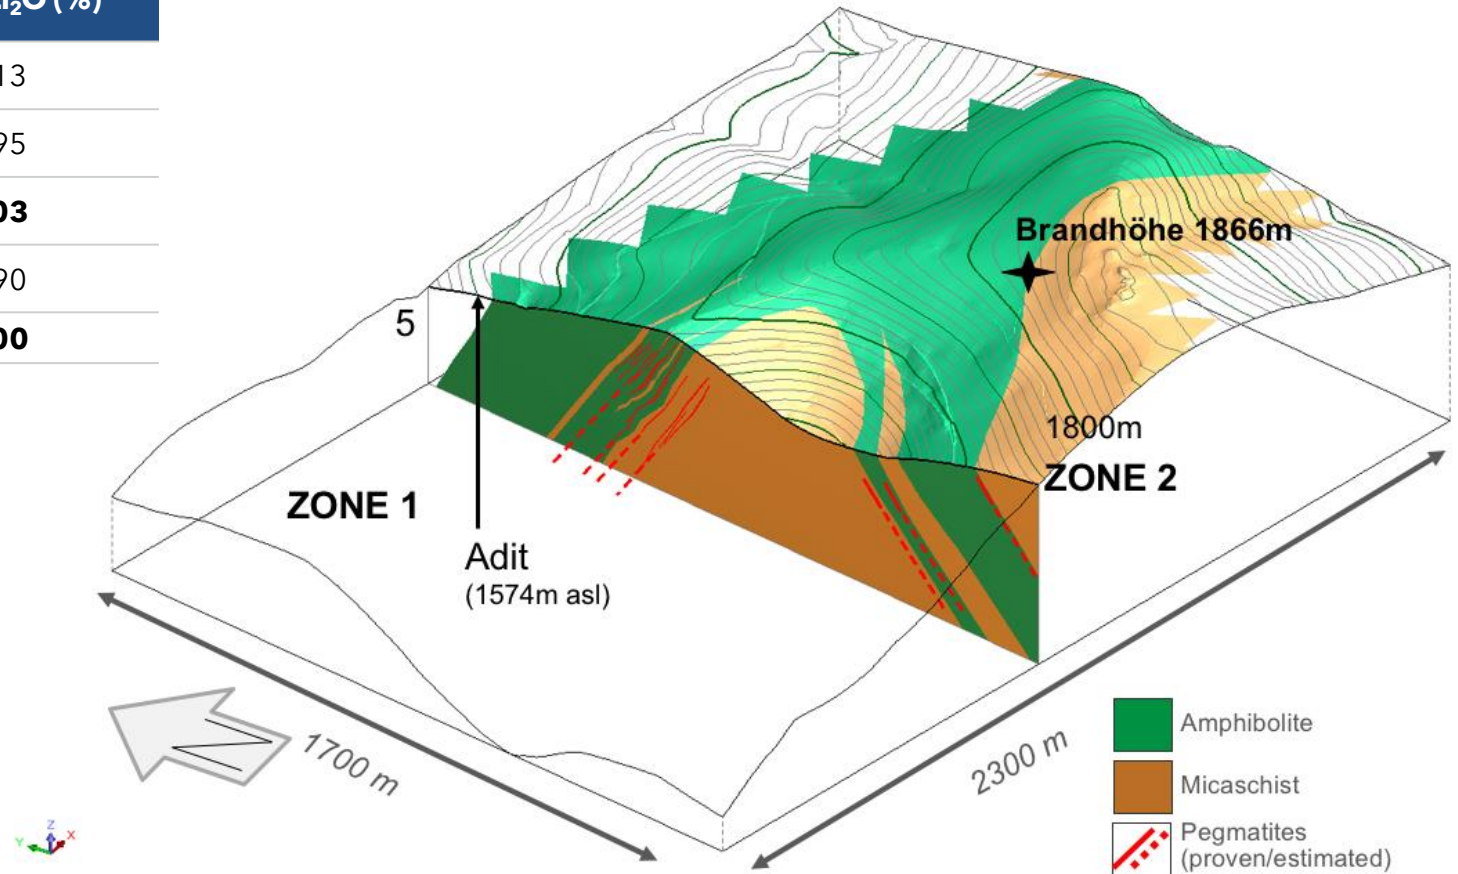 Li₂O (%)
13
95
03
90
00
Brandhöhe 1866m
5
1800m
ZONE 2
ZONE 1
Adit
(1574m asl)
N
1700 m
2300 m
Amphibolite
Micaschist
Pegmatites
(proven/estimated)
Z
Y
X